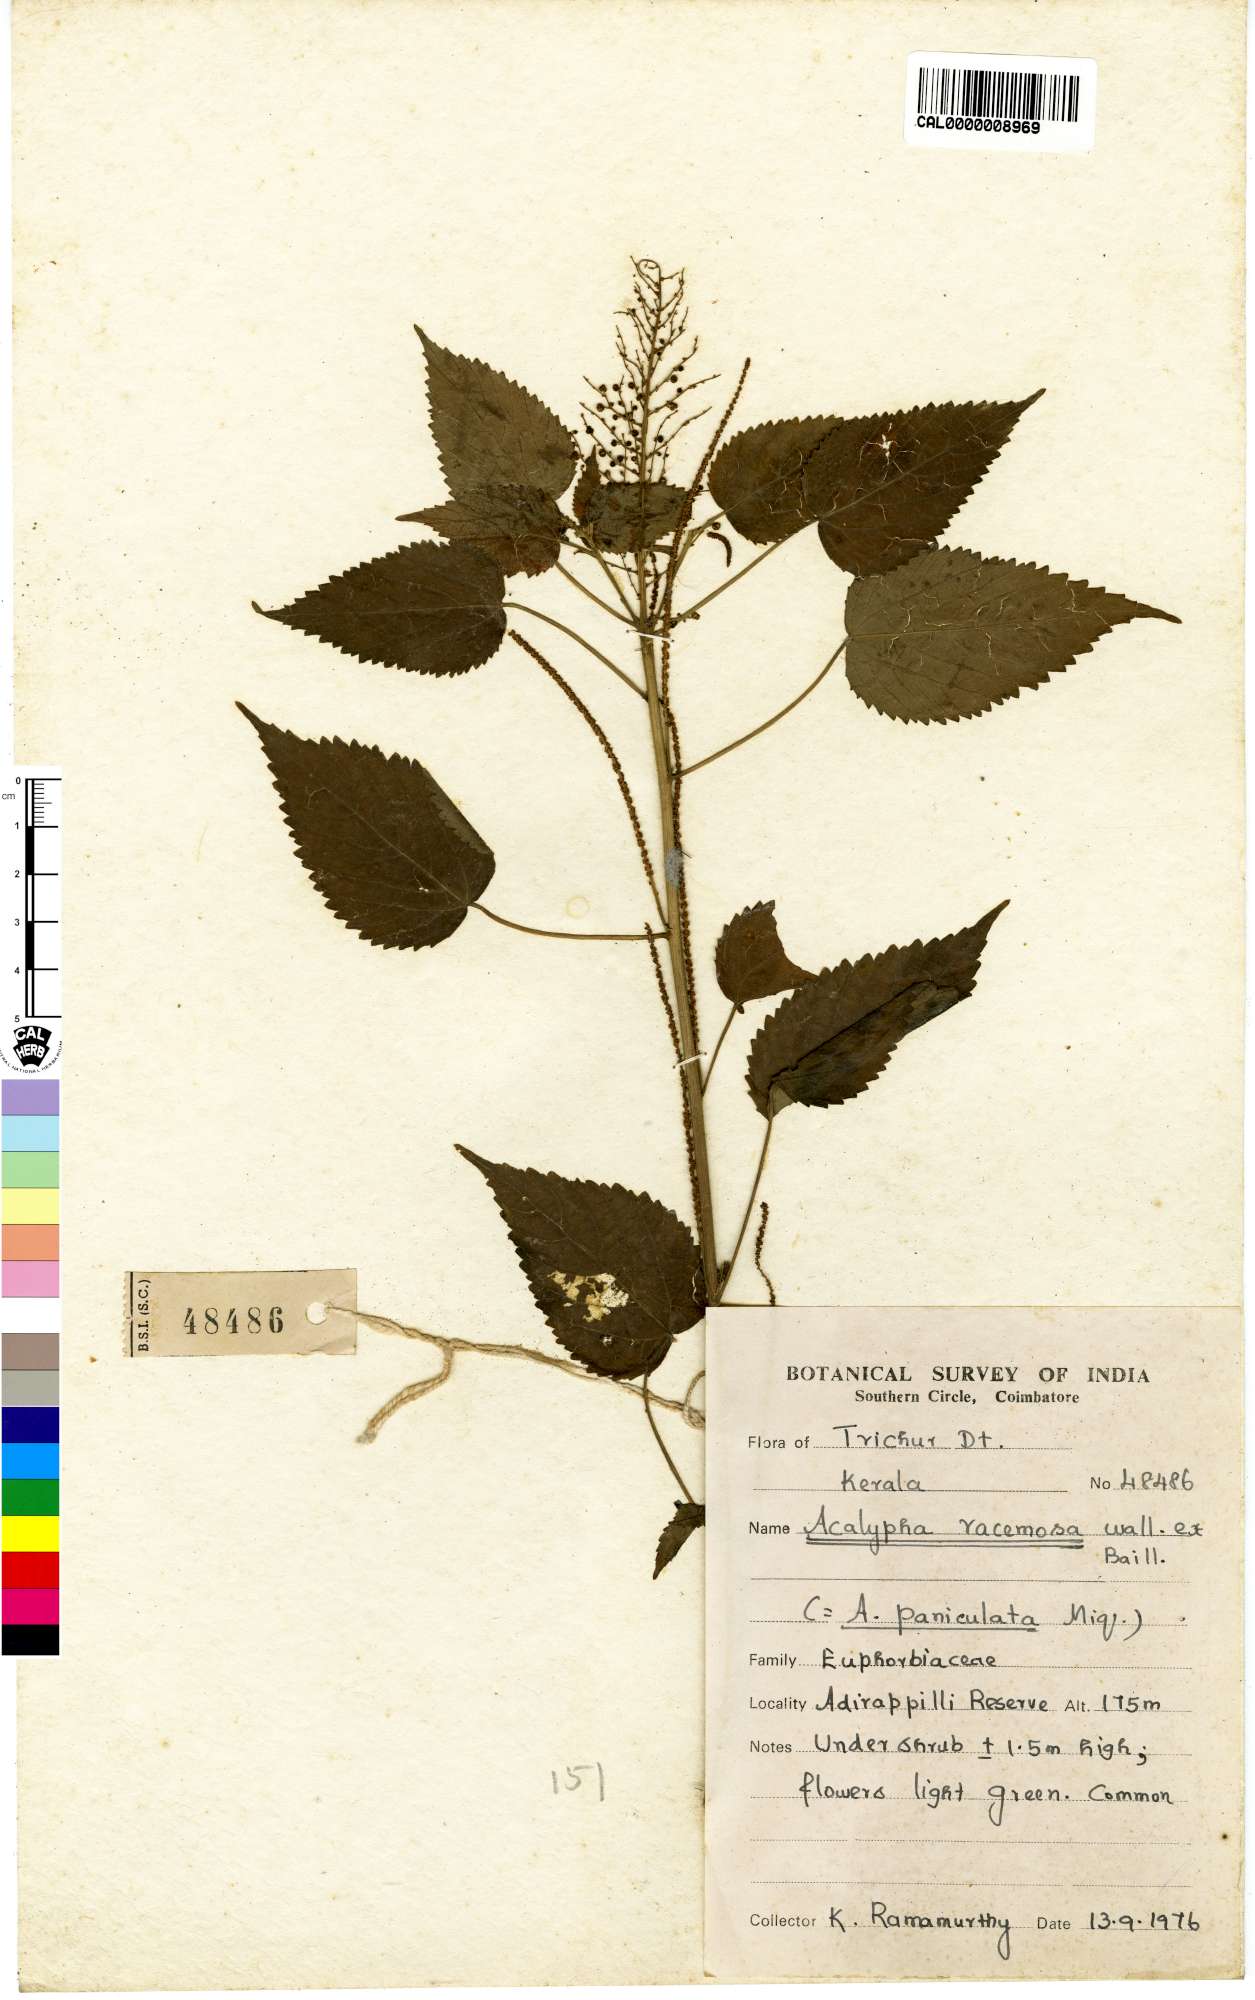 CAL0000008969
0
cm
1
2
3
4
5
CAL
HERB
B.S.I. (S.C.)
48486
BOTANICAL SURVEY OF INDIA
Southern Circle, Coimbatore
Flora of Trichur Dt.
Kerala No 48486
Name Acalypha racemosa wall. ex
Baill.
(= A. paniculata Miq.)
Family Euphorbiaceae
Locality Adirappilli Reserve Alt. 175m
Notes Undershrub ± 1.5m high;
flowers light green. Common
Collector K. Ramamurthy Date 13.9.1976
151